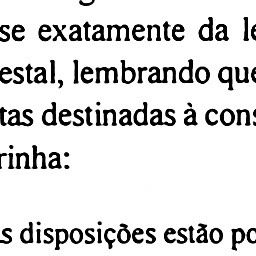 se exatamente da le
estal, lembrando que
tas destinadas à cons
rinha:
s disposições estão po